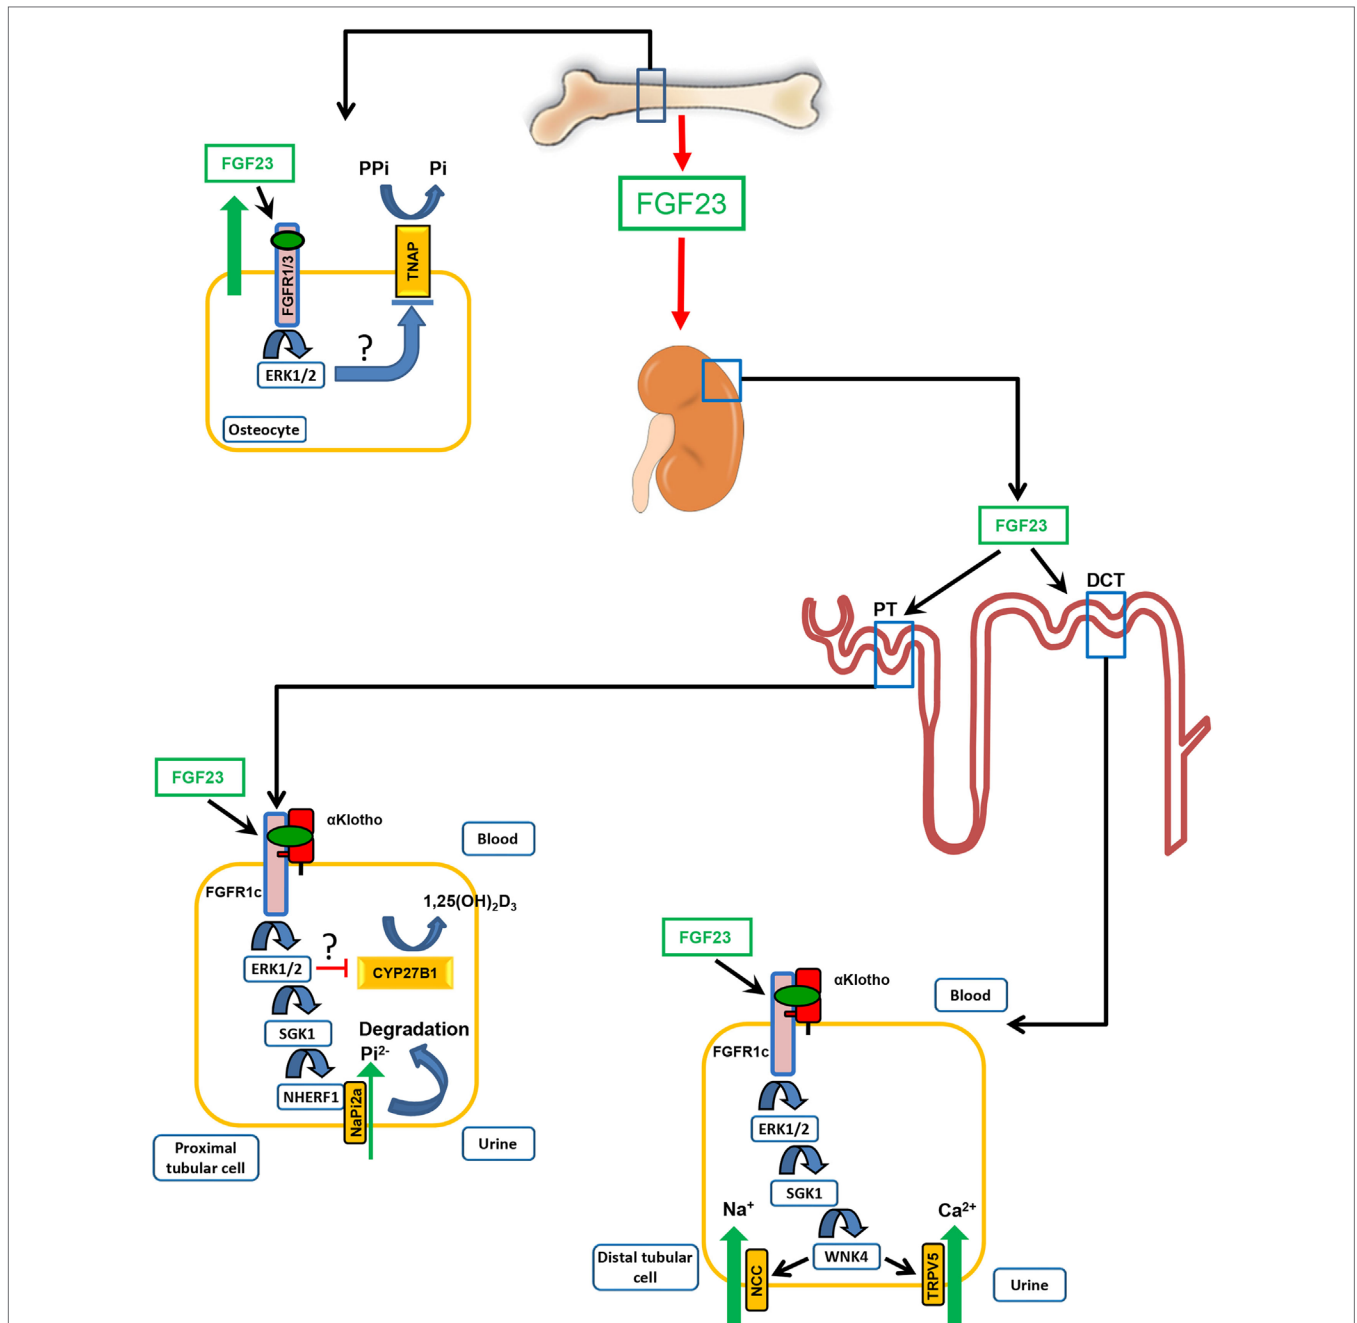 FGF23
PPi
Pi
FGFR1/3
TNAP
?
ERK1/2
Osteocyte
FGF23
FGF23
PT
DCT
FGF23
αKlotho
Blood
FGFR1c
1,25(OH)₂D₃
?
ERK1/2
CYP27B1
SGK1
Degradation
Pi²⁻
NHERF1
NaPi2a
Proximal
tubular cell
Urine
FGF23
αKlotho
Blood
FGFR1c
ERK1/2
SGK1
Na⁺
Ca²⁺
WNK4
NCC
TRPV5
Distal tubular
cell
Urine